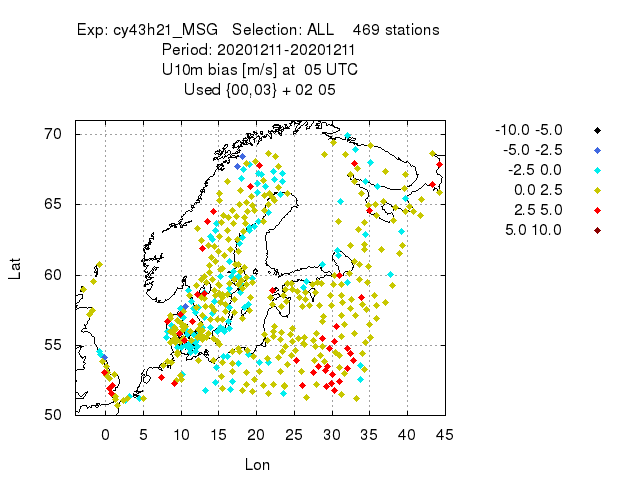 Exp: cy43h21_MSG   Selection: ALL    469 stations
Period: 20201211-20201211
U10m bias [m/s] at  05 UTC
Used {00,03} + 02 05
70
65
60
55
50
Lat
0 5 10 15 20 25 30 35 40 45
Lon
-10.0 -5.0
-5.0 -2.5
-2.5 0.0
0.0 2.5
2.5 5.0
5.0 10.0